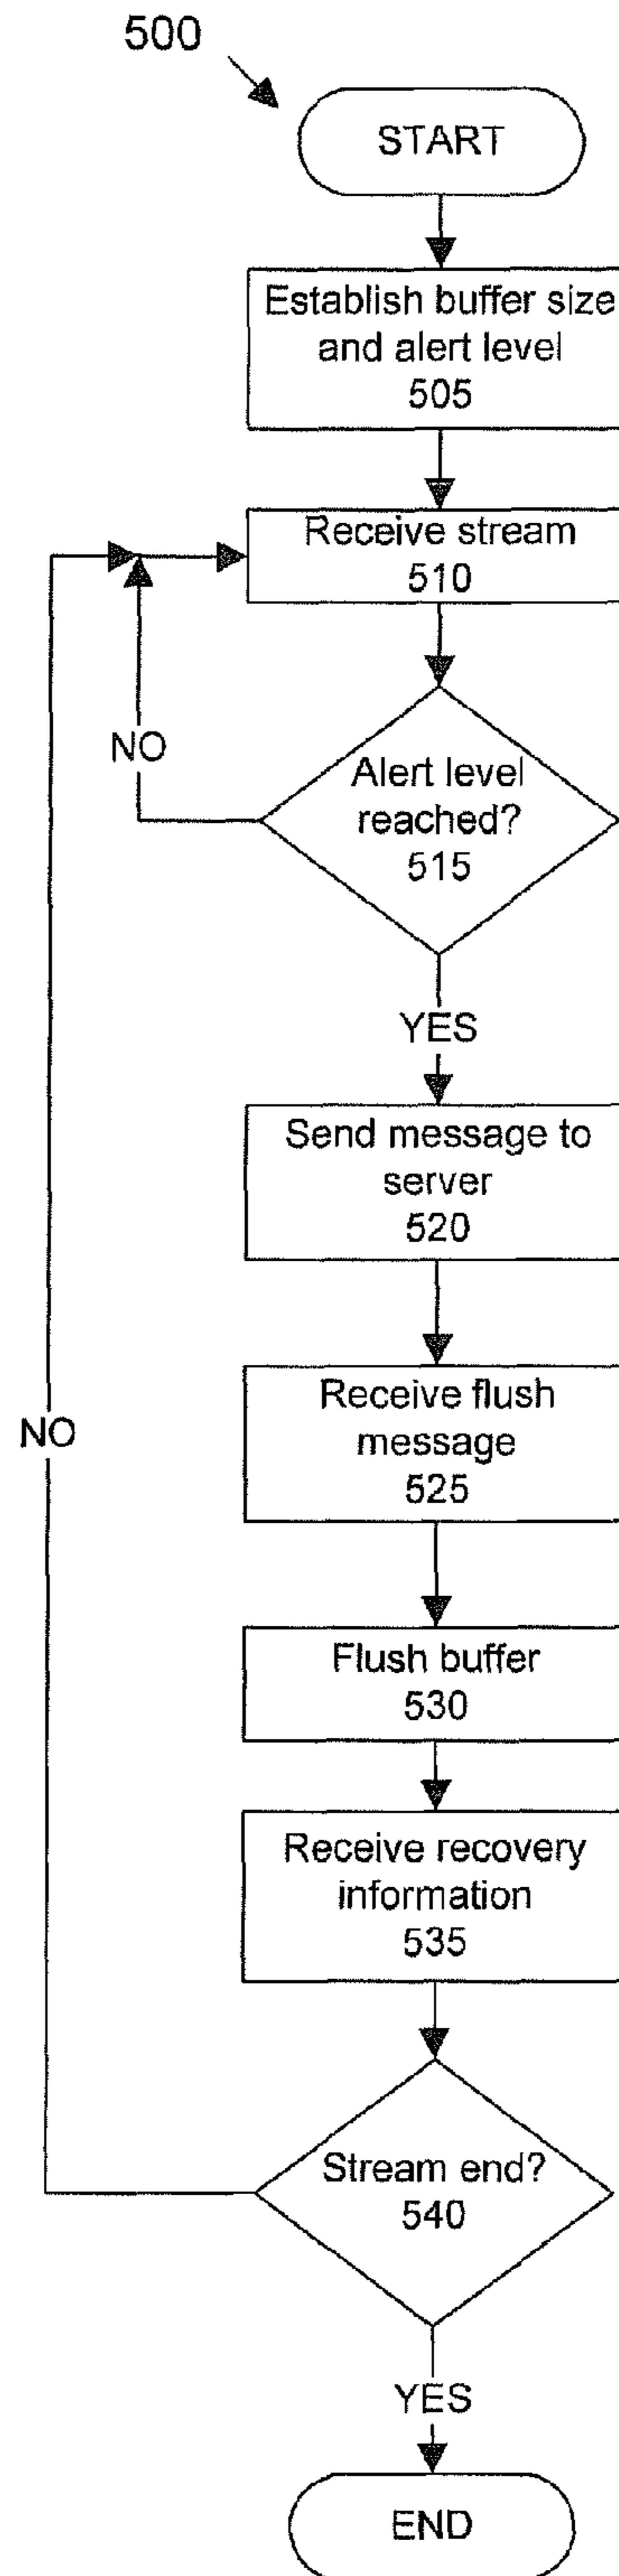 500
START
Establish buffer size
and alert level
505
Receive stream
510
NO
Alert level
reached?
515
YES
Send message to
server
520
Receive flush
message
525
NO
Flush buffer
530
Receive recovery
information
535
Stream end?
540
YES
END